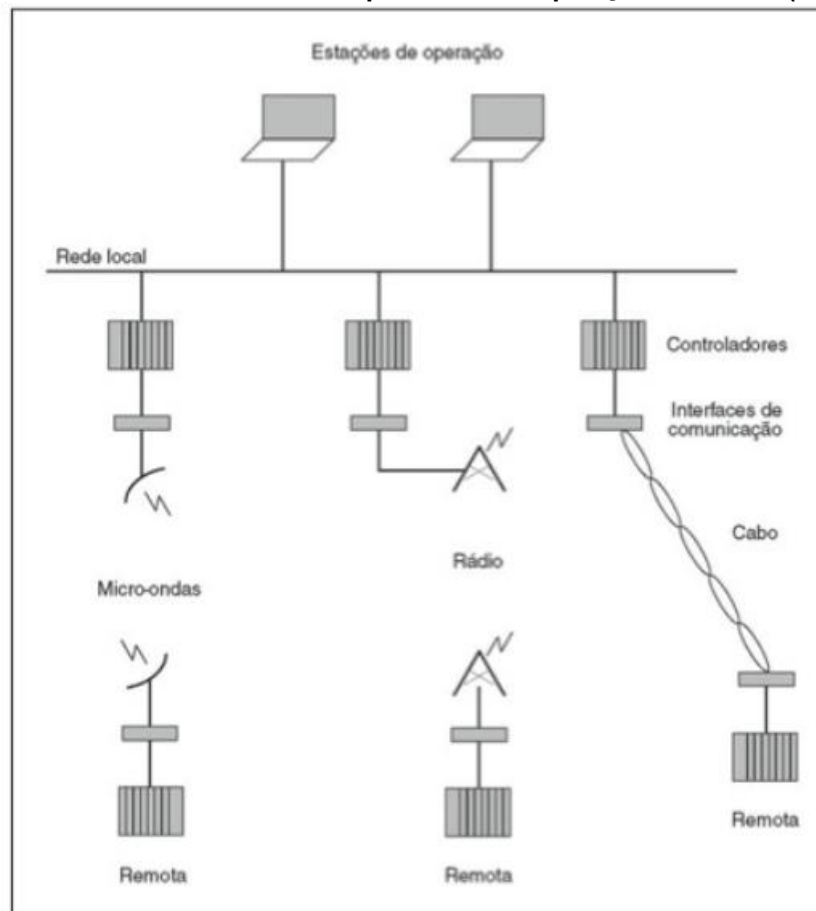 Estações de operação
Rede local
Controladores
Interfaces de
comunicação
Cabo
Rádio
Micro-ondas
Remota
Remota
Remota